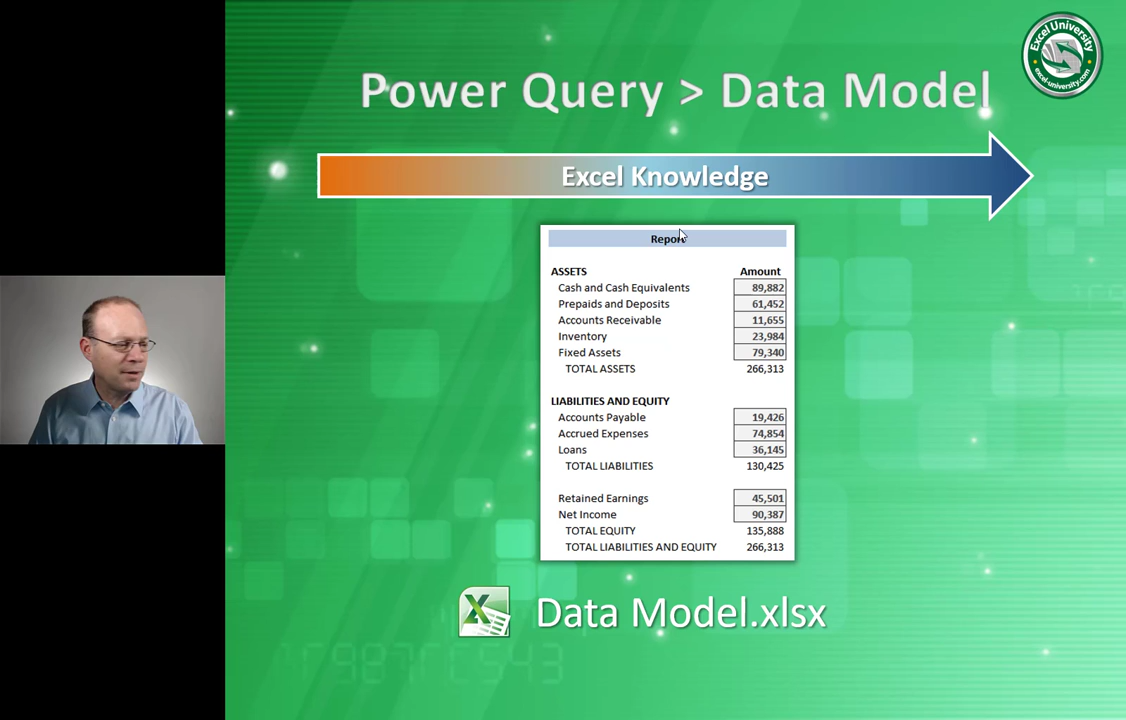 Power Query > Data Model
Excel University
excel-university.com
Excel Knowledge
Report
ASSETS Amount
Cash and Cash Equivalents 89,882
Prepaids and Deposits 61,452
Accounts Receivable 11,655
Inventory 23,984
Fixed Assets 79,340
TOTAL ASSETS 266,313
LIABILITIES AND EQUITY
Accounts Payable 19,426
Accrued Expenses 74,854
Loans 36,145
TOTAL LIABILITIES 130,425
Retained Earnings 45,501
Net Income 90,387
TOTAL EQUITY 135,888
TOTAL LIABILITIES AND EQUITY 266,313
Data Model.xlsx